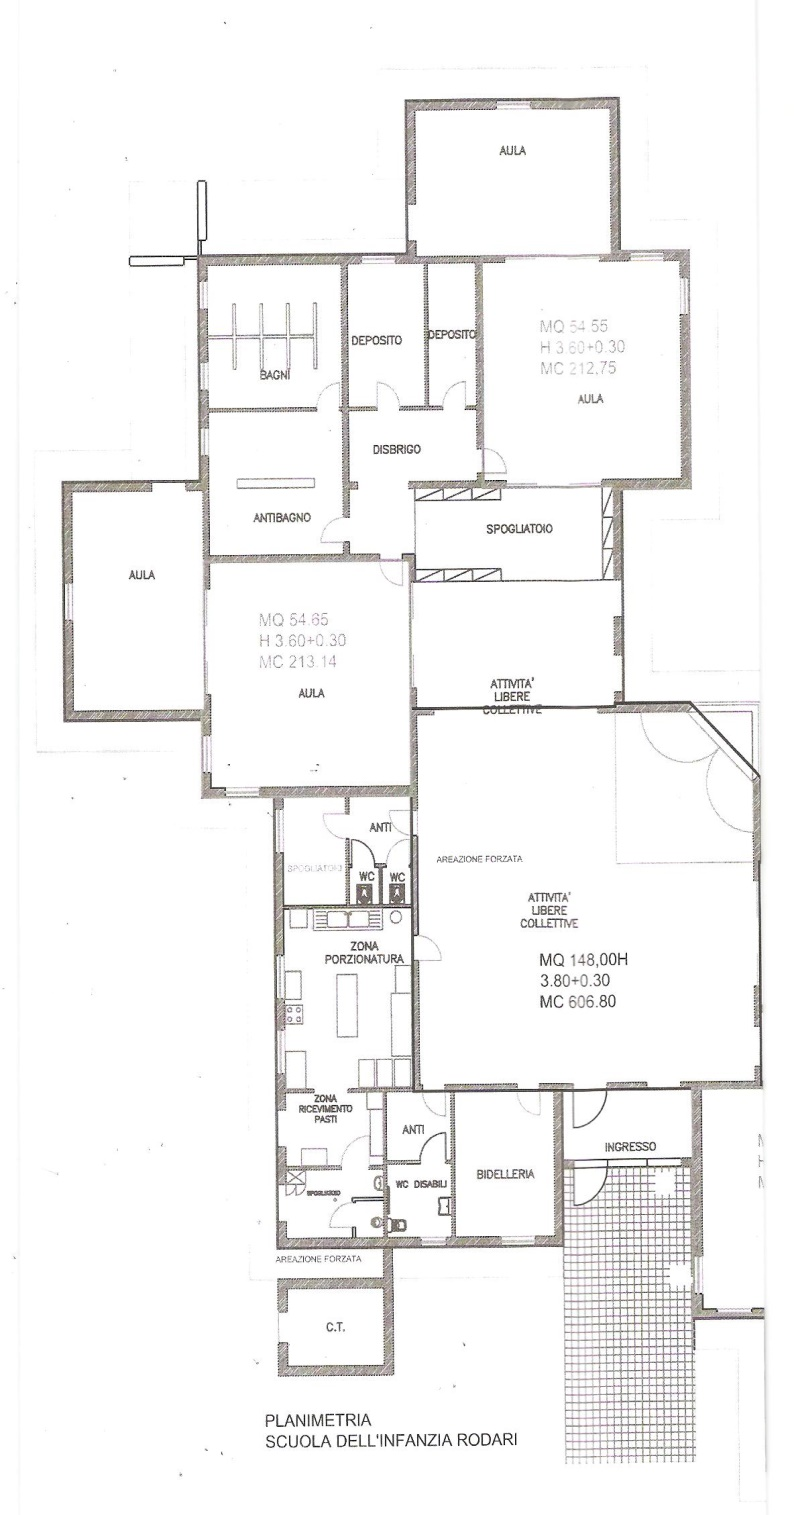 AULA
MQ 54.55
H 3.60+0.30
MC 212.75
AULA
DEPOSITO
DEPOSITO
BAGNI
DISBRIGO
ANTIBAGNO
SPOGLIATOIO
AULA
MQ 54.65
H 3.60+0.30
MC 213.14
AULA
ATTIVITA'
LIBERE
COLLETTIVE
ANTI
SPOGLIATOIO
WC
WC
AREAZIONE FORZATA
ATTIVITA'
LIBERE
COLLETTIVE
MQ 148,00H
3.80+0.30
MC 606.80
ZONA
PORZIONATURA
ZONA
RICEVIMENTO
PASTI
ANTI
INGRESSO
BIDELLERIA
WC DISABILI
SPOGLIATOIO
AREAZIONE FORZATA
C.T.
PLANIMETRIA
SCUOLA DELL'INFANZIA RODARI